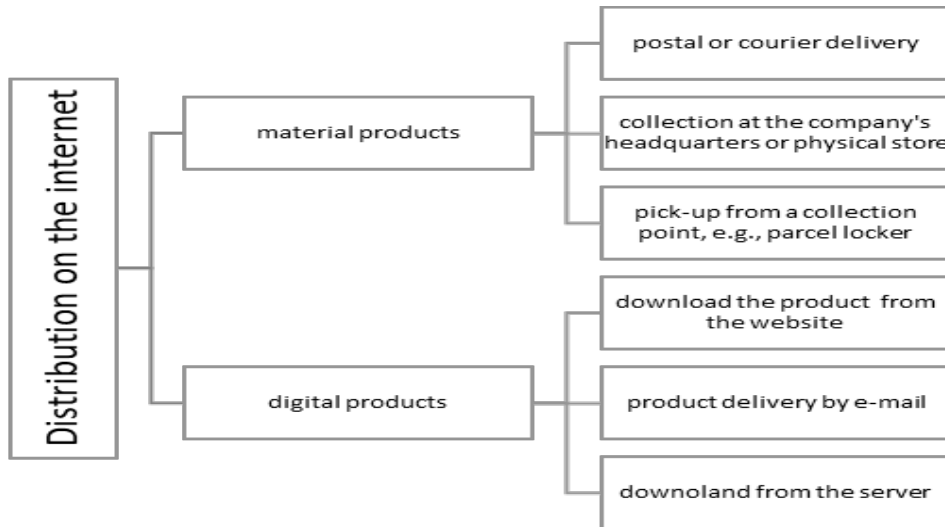 Distribution on the internet
material products
postal or courier delivery
collection at the company's
headquarters or physical store
pick-up from a collection
point, e.g., parcel locker
digital products
download the product from
the website
product delivery by e-mail
downoland from the server